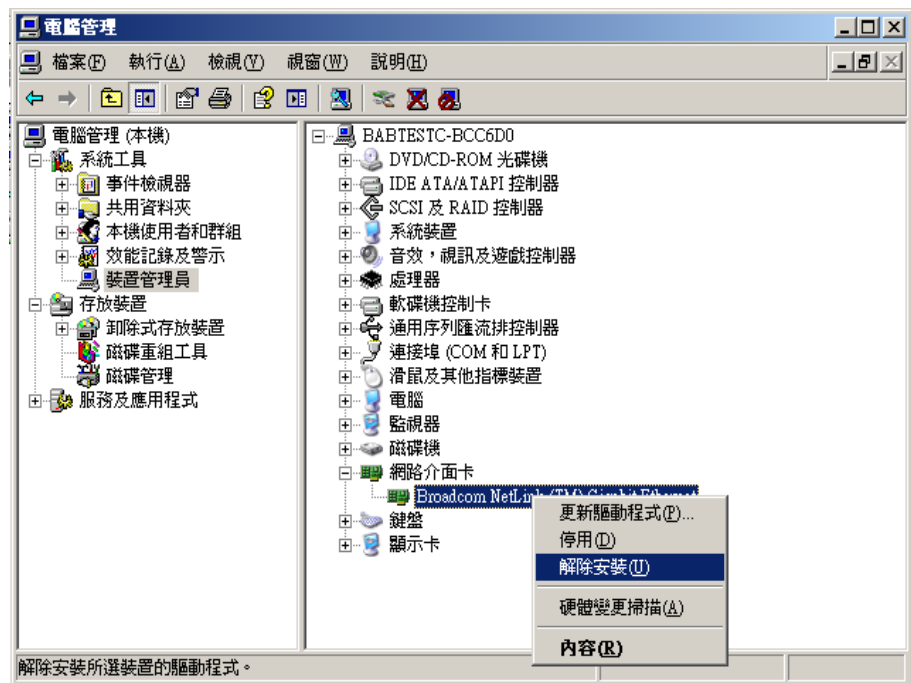 電腦管理
檔案(F) 執行(A) 檢視(V) 視窗(W) 說明(H)
電腦管理 (本機)
系統工具
事件檢視器
共用資料夾
本機使用者和群組
效能記錄及警示
裝置管理員
存放裝置
卸除式存放裝置
磁碟重組工具
磁碟管理
服務及應用程式
BABTESTC-BCC6D0
DVD/CD-ROM 光碟機
IDE ATA/ATAPI 控制器
SCSI 及 RAID 控制器
系統裝置
音效，視訊及遊戲控制器
處理器
軟碟機控制卡
通用序列匯流排控制器
連接埠 (COM 和 LPT)
滑鼠及其他指標裝置
電腦
監視器
磁碟機
網路介面卡
Broadcom NetLink (TM) Gigabit Ethernet
鍵盤
顯示卡
更新驅動程式(P)...
停用(D)
解除安裝(U)
硬體變更掃描(A)
內容(R)
解除安裝所選裝置的驅動程式。